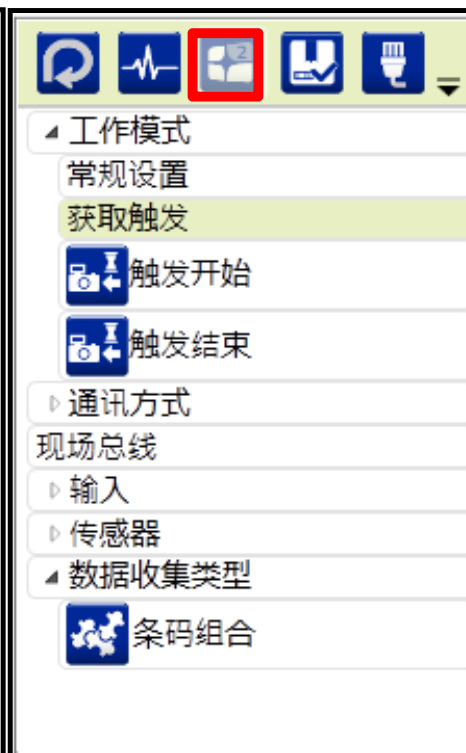 2
工作模式
常规设置
获取触发
触发开始
触发结束
通讯方式
现场总线
输入
传感器
数据收集类型
条码组合